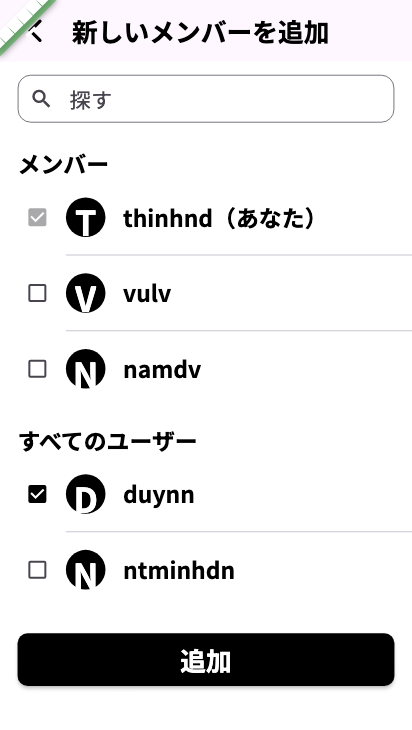 新しいメンバーを追加
探す
メンバー
T thinhnd（あなた）
V vulv
N namdv
すべてのユーザー
D duynn
N ntminhdn
追加